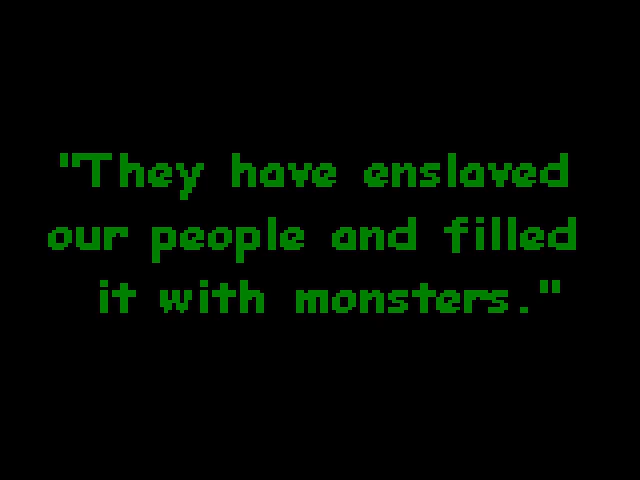 "They have enslaved
our people and filled
it with monsters."